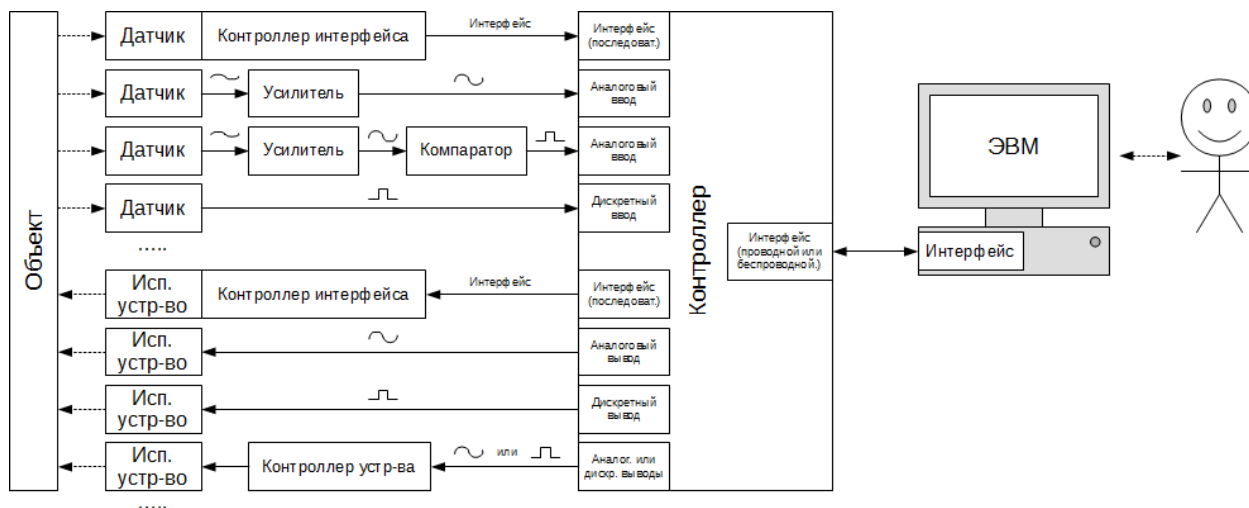 Объект
Датчик
Контроллер интерфейса
Интерфейс
Интерфейс
(последоват.)
Датчик
Усилитель
Аналоговый
ввод
Датчик
Усилитель
Компаратор
Аналоговый
ввод
Датчик
Дискретный
ввод
.....
Исп.
устр-во
Контроллер интерфейса
Интерфейс
Интерфейс
(последоват.)
Исп.
устр-во
Аналоговый
вывод
Исп.
устр-во
Дискретный
вывод
Исп.
устр-во
Контроллер устр-ва
или
Аналог. или
дискр. выводы
.....
Контроллер
Интерфейс
(проводной или
беспроводной.)
ЭВМ
Интерфейс